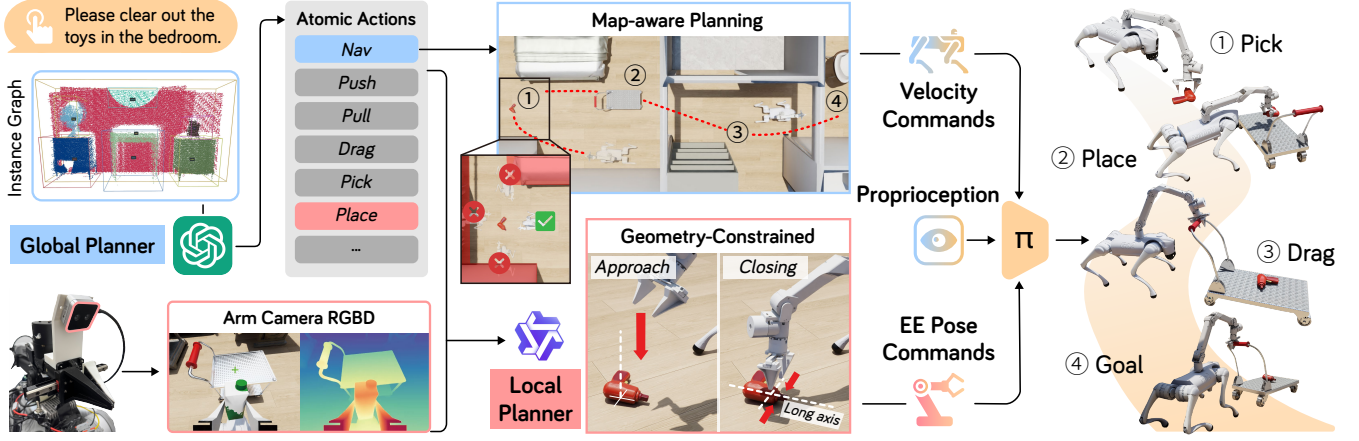 Please clear out the
toys in the bedroom.
Instance Graph
Global Planner
Atomic Actions
Nav
Push
Pull
Drag
Pick
Place
...
Map-aware Planning
①
②
③
④
Arm Camera RGBD
Local
Planner
Geometry-Constrained
Approach
Closing
Long axis
Velocity
Commands
Proprioception
π
EE Pose
Commands
① Pick
② Place
③ Drag
④ Goal